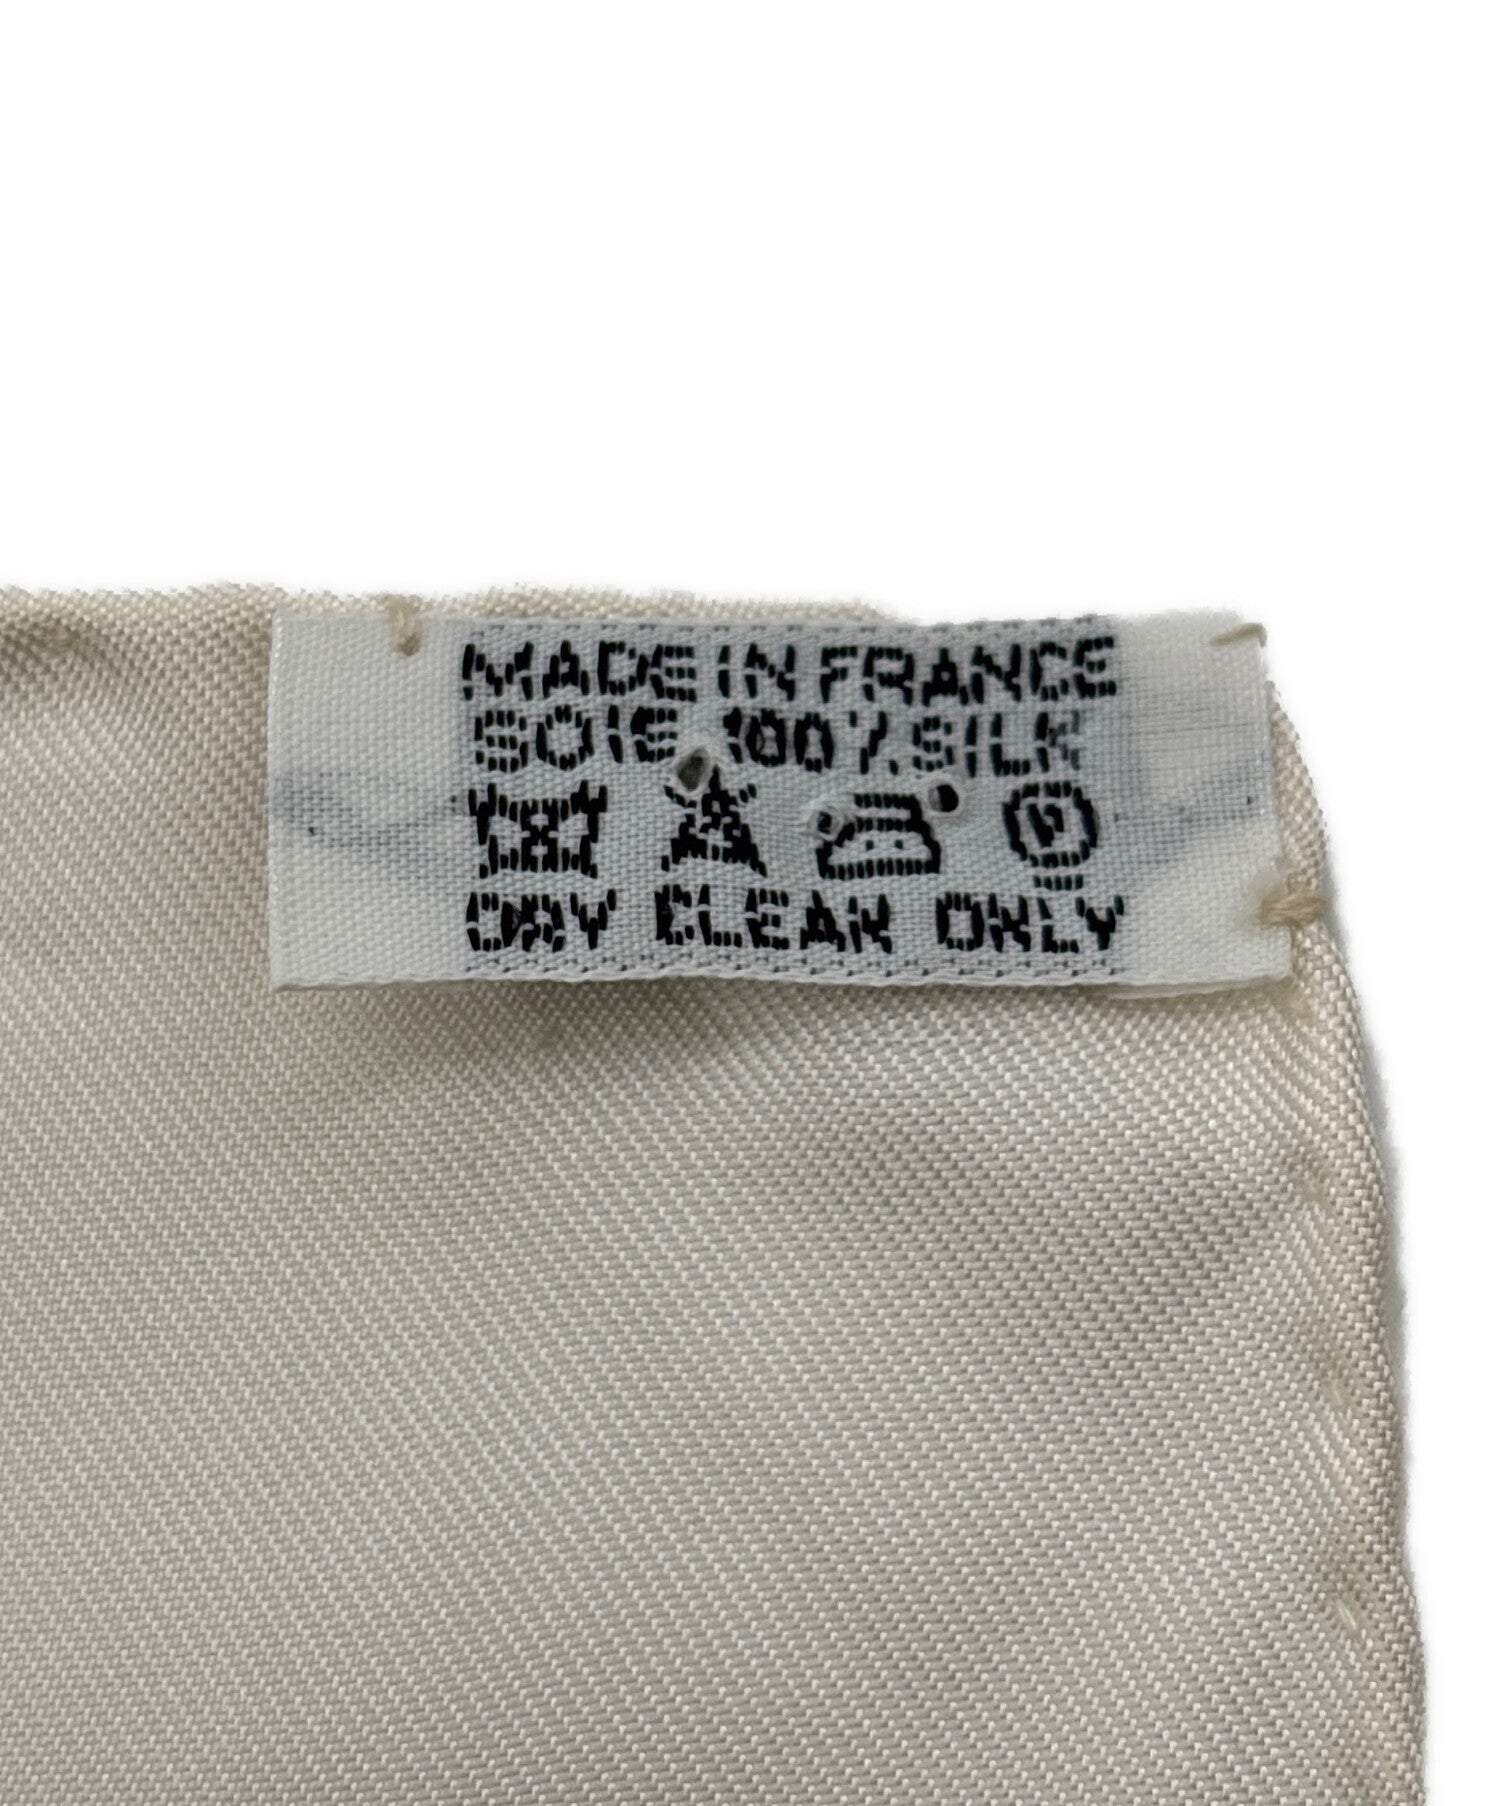 MADE IN FRANCE
SOIE 100% SILK
DRY CLEAN ONLY